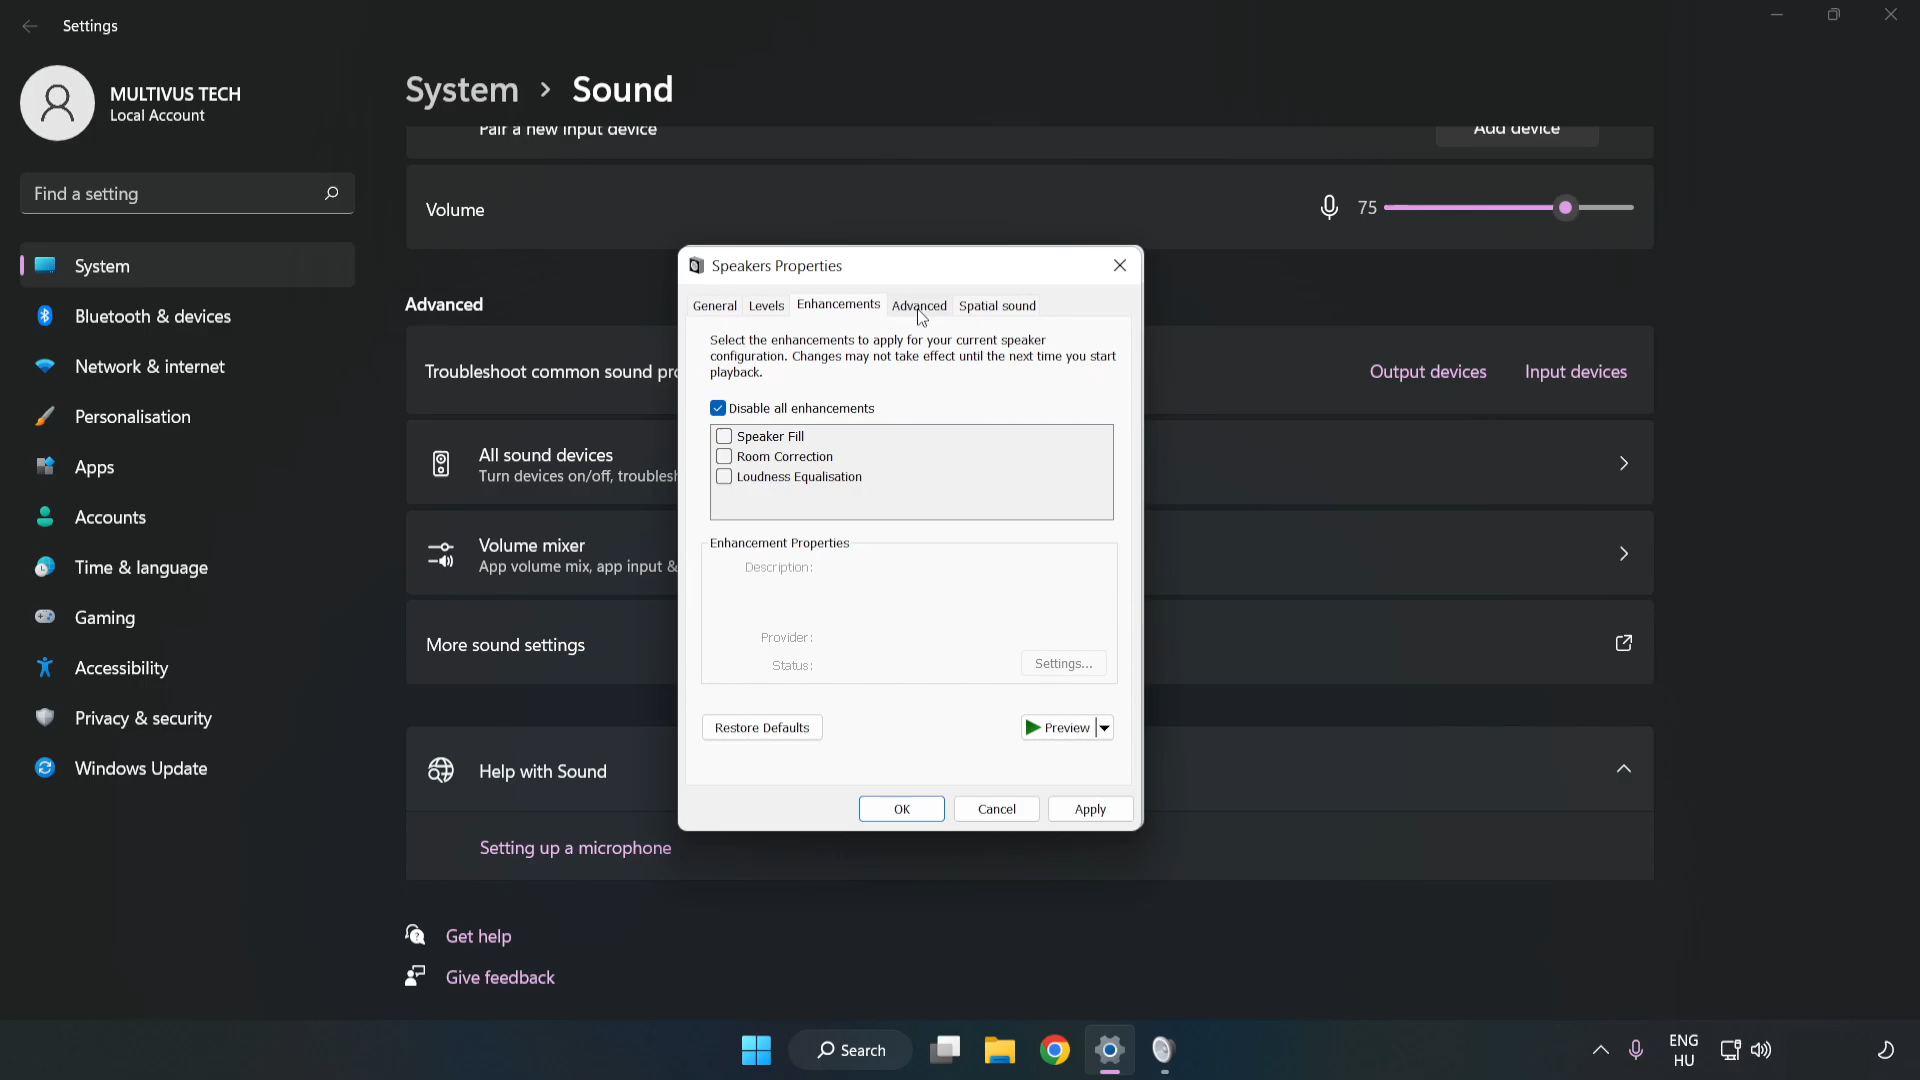 Settings
MULTIVUS TECH
Local Account
Find a setting
System
Bluetooth & devices
Network & internet
Personalisation
Apps
Accounts
Time & language
Gaming
Accessibility
Privacy & security
Windows Update
System > Sound
Pair a new input device
Add device
Volume
75
Advanced
Troubleshoot common sound
Output devices
Input devices
All sound devices
Turn devices on/off,
Volume mixer
App volume mix, app input &
More sound settings
Help with Sound
Setting up a microphone
Get help
Give feedback
Speakers Properties
General Levels Enhancements Advanced Spatial sound
Select the enhancements to apply for your current speaker
configuration. Changes may not take effect until the next time you start
playback.
Disable all enhancements
Speaker Fill
Room Correction
Loudness Equalisation
Enhancement Properties
Description:
Provider:
Status:
Settings...
Restore Defaults
Preview
OK
Cancel
Apply
Search
ENG
HU